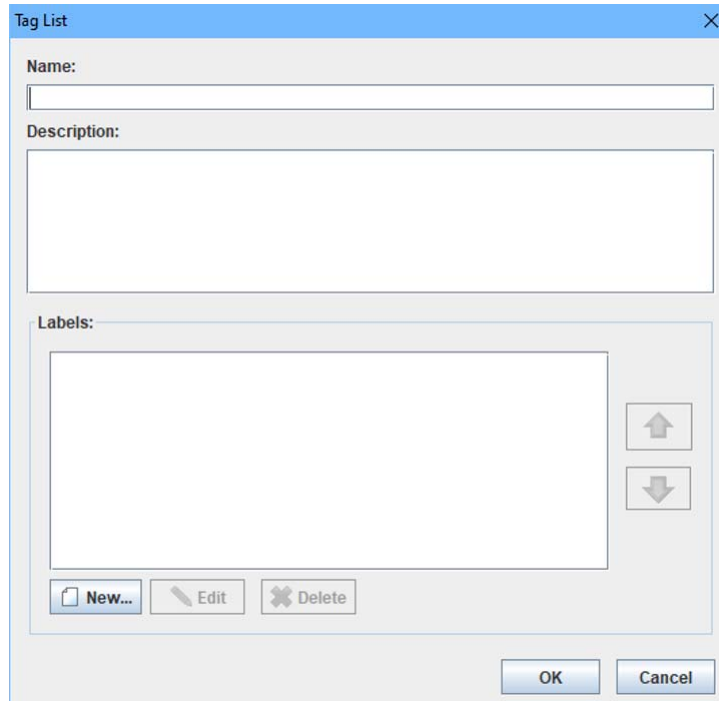 Tag List
Name:
Description:
Labels:
New... Edit Delete
OK Cancel